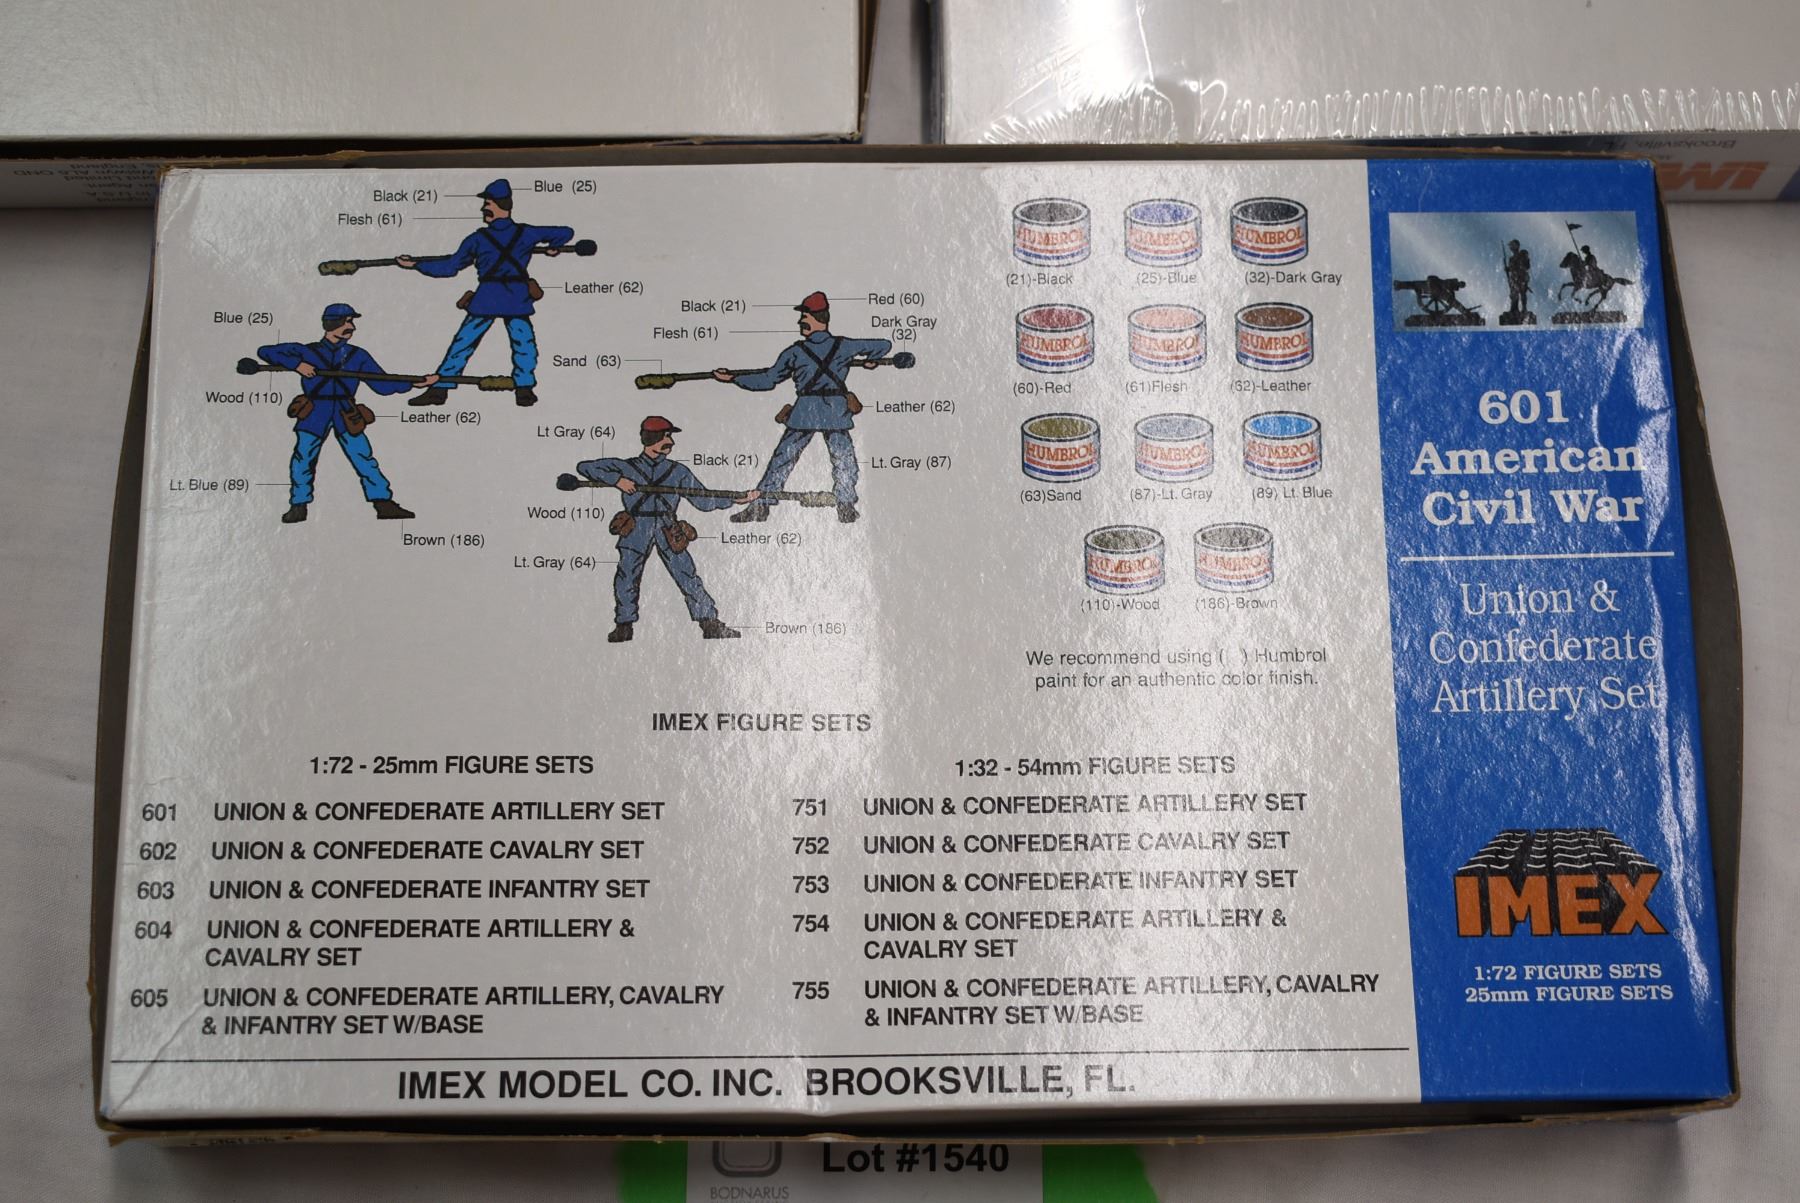 Brooksville, FL
IMEX
Black (21)
Blue (25)
Flesh (61)
Leather (62)
Blue (25)
Wood (110)
Leather (62)
Lt. Blue (89)
Brown (186)
Black (21)
Red (60)
Flesh (61)
Dark Gray
(32)
Sand (63)
Leather (62)
Lt. Gray (87)
Lt Gray (64)
Black (21)
Wood (110)
Leather (62)
Lt. Gray (64)
Brown (186)
HUMBROL HUMBROL HUMBROL
(21)-Black (25)-Blue (32)-Dark Gray
HUMBROL HUMBROL HUMBROL
(60)-Red (61)Flesh (62)-Leather
HUMBROL HUMBROL HUMBROL
(63)Sand (87)-Lt. Gray (89) Lt. Blue
HUMBROL HUMBROL
(110)-Wood (186)-Brown
We recommend using ( ) Humbrol
paint for an authentic color finish.
IMEX FIGURE SETS
1:72 - 25mm FIGURE SETS
601 UNION & CONFEDERATE ARTILLERY SET
602 UNION & CONFEDERATE CAVALRY SET
603 UNION & CONFEDERATE INFANTRY SET
604 UNION & CONFEDERATE ARTILLERY &
CAVALRY SET
605 UNION & CONFEDERATE ARTILLERY, CAVALRY
& INFANTRY SET W/BASE
1:32 - 54mm FIGURE SETS
751 UNION & CONFEDERATE ARTILLERY SET
752 UNION & CONFEDERATE CAVALRY SET
753 UNION & CONFEDERATE INFANTRY SET
754 UNION & CONFEDERATE ARTILLERY &
CAVALRY SET
755 UNION & CONFEDERATE ARTILLERY, CAVALRY
& INFANTRY SET W/BASE
IMEX MODEL CO. INC. BROOKSVILLE, FL.
601
American
Civil War
Union &
Confederate
Artillery Set
IMEX
1:72 FIGURE SETS
25mm FIGURE SETS
Lot #1540
BODNARUS